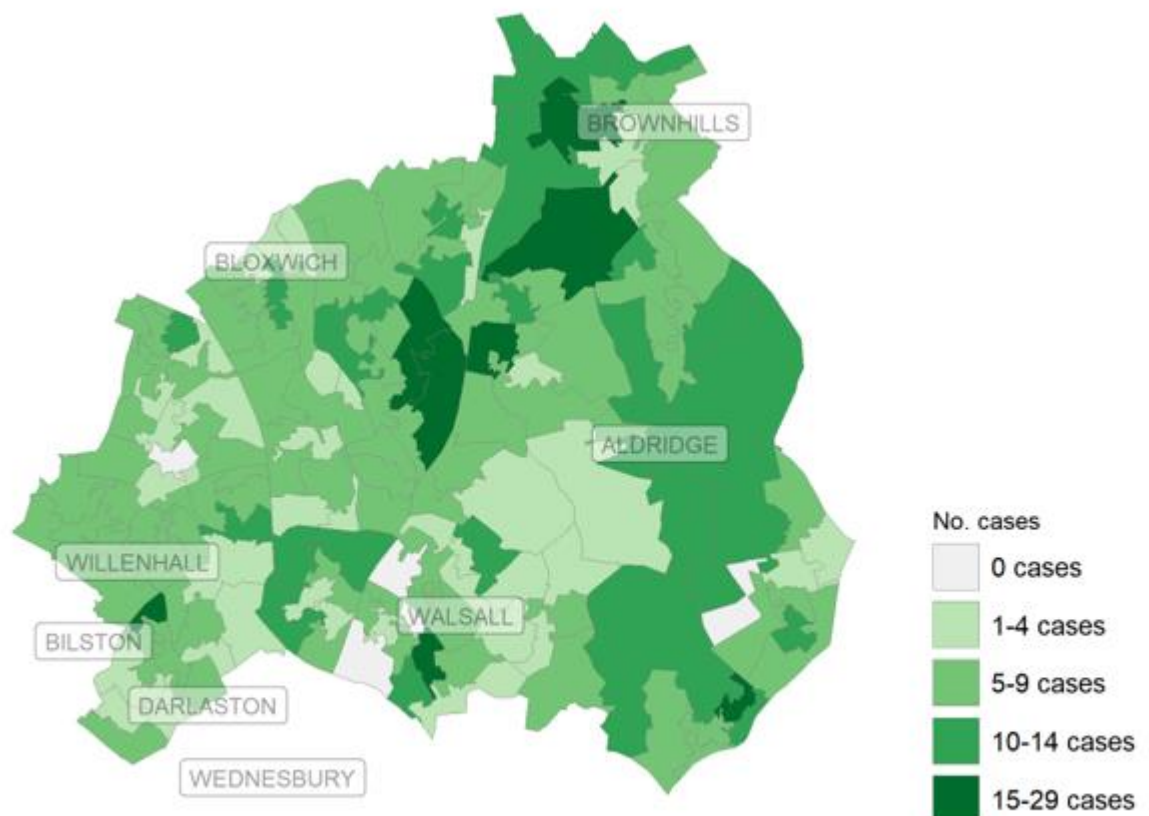 BROWNHILLS
BLOXWICH
ALDRIDGE
WILLENHALL
WALSALL
BILSTON
DARLASTON
WEDNESBURY
No. cases
0 cases
1-4 cases
5-9 cases
10-14 cases
15-29 cases